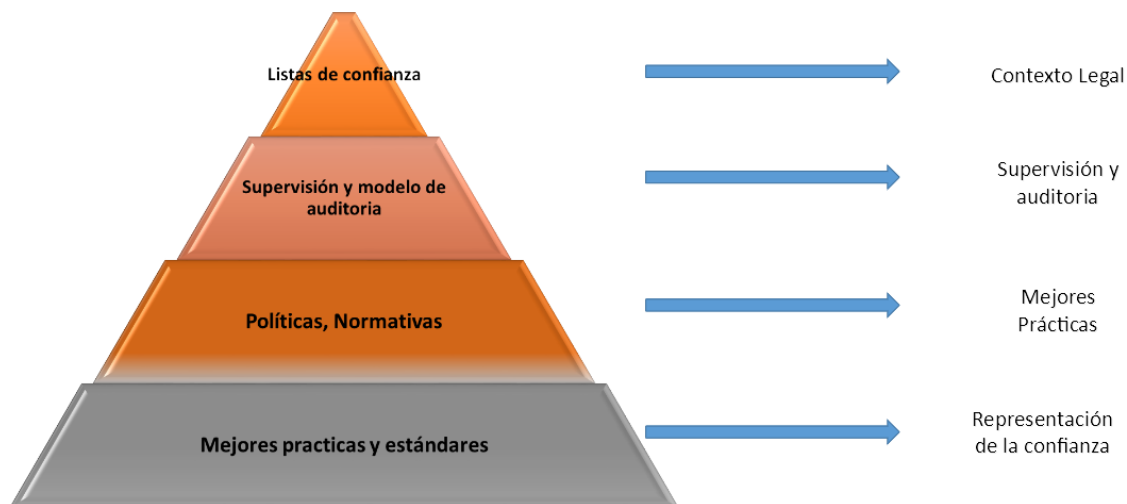 Listas de confianza
Contexto Legal
Supervisión y modelo de
auditoria
Supervisión y
auditoria
Políticas, Normativas
Mejores
Prácticas
Mejores practicas y estándares
Representación
de la confianza